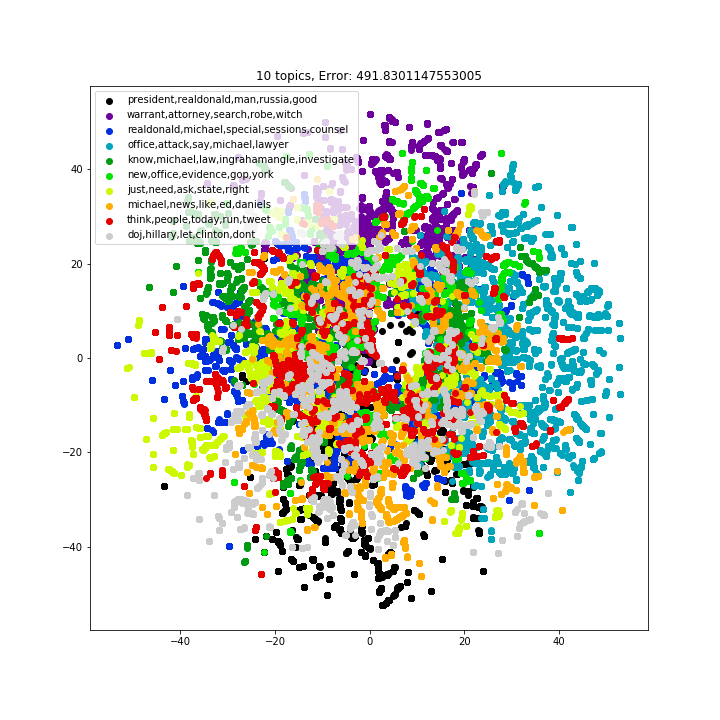 10 topics, Error: 491.8301147553005
president,realdonald,man,russia,good
warrant,attorney,search,robe,witch
realdonald,michael,special,sessions,counsel
office,attack,say,michael,lawyer
know,michael,law,ingrahamangle,investigate
new,office,evidence,gop,york
just,need,ask,state,right
michael,news,like,ed,daniels
think,people,today,run,tweet
doj,hillary,let,clinton,dont
40
20
0
−20
−40
−40 −20 0 20 40